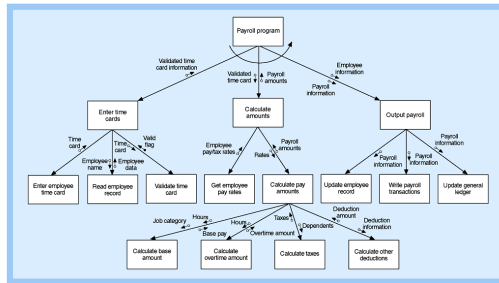 Payroll program
Validated time
card information
Validated
time card
Payroll
amounts
Employee
information
Payroll
information
Enter time
cards
Calculate
amounts
Output payroll
Time
card
Employee
name
Time
card
Employee
data
Valid
flag
Employee
pay/tax rates
Rates
Payroll
amounts
Payroll
information
Payroll
information
Payroll
information
Enter employee
time card
Read employee
record
Validate time
card
Get employee
pay rates
Calculate pay
amounts
Update employee
record
Write payroll
transactions
Update general
ledger
Job category
Hours
Base pay
Hours
Overtime amount
Taxes
Dependents
Deduction
amount
Deduction
information
Calculate base
amount
Calculate
overtime amount
Calculate taxes
Calculate other
deductions